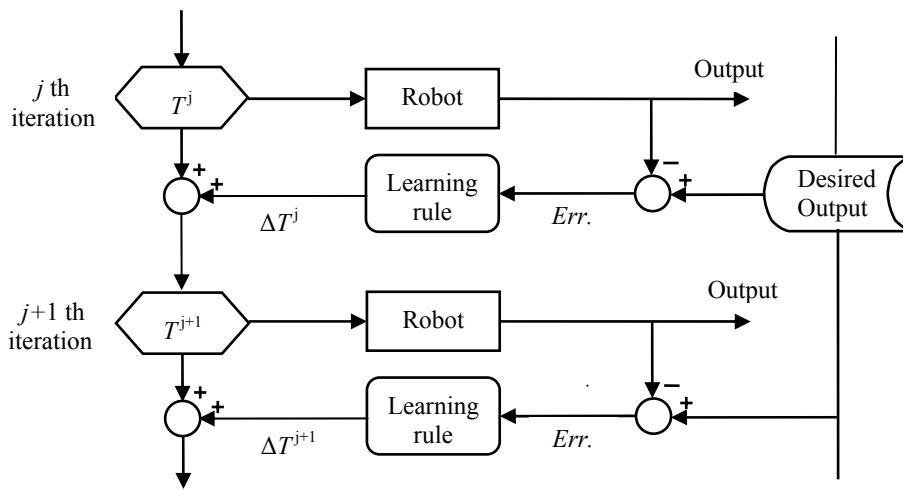 Output
j th
iteration
T^j
Robot
−
+
+
+
Learning
rule
Desired
Output
ΔT^j
Err.
Output
j+1 th
iteration
T^{j+1}
Robot
−
+
+
+
Learning
rule
ΔT^{j+1}
Err.